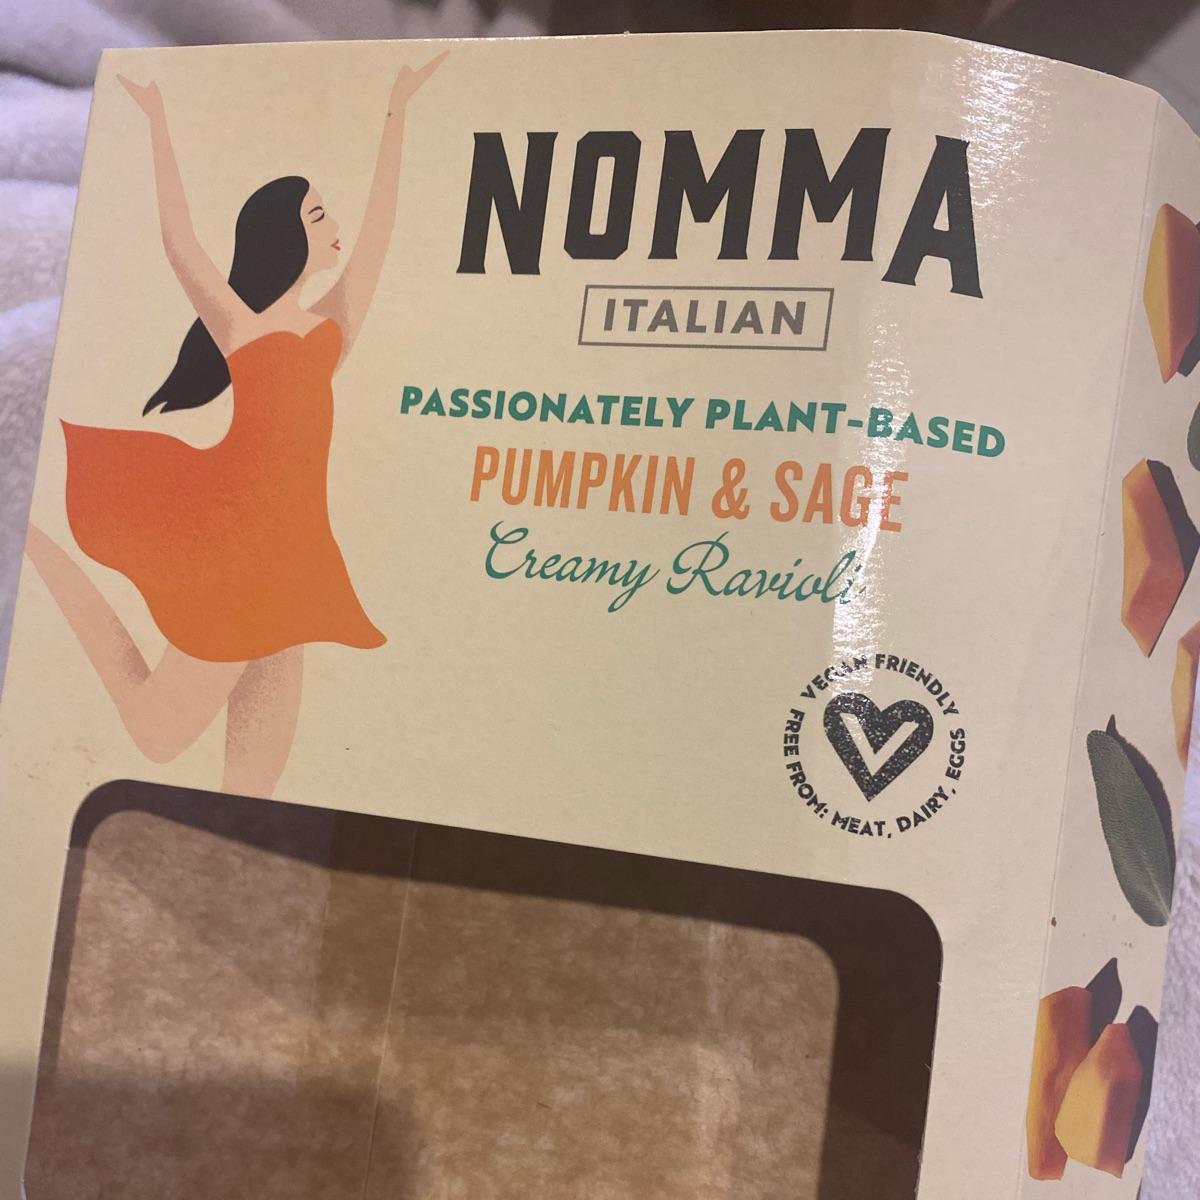 NOMMA
ITALIAN
PASSIONATELY PLANT-BASED
PUMPKIN & SAGE
Creamy Ravioli
VEGAN FRIENDLY
FREE FROM: MEAT, DAIRY, EGGS
V